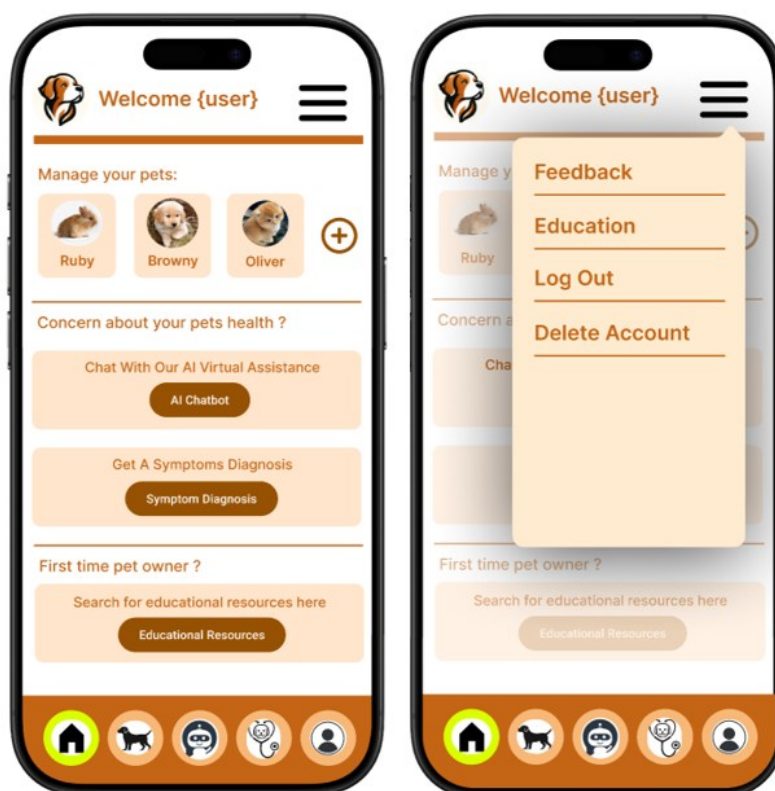 Welcome {user}
Manage your pets:
Ruby
Browny
Oliver
Concern about your pets health ?
Chat With Our AI Virtual Assistance
AI Chatbot
Get A Symptoms Diagnosis
Symptom Diagnosis
First time pet owner ?
Search for educational resources here
Educational Resources
Welcome {user}
Manage y
Ruby
Feedback
Education
Log Out
Delete Account
Concern a
Cha
First time pet owner ?
Search for educational resources here
Educational Resources